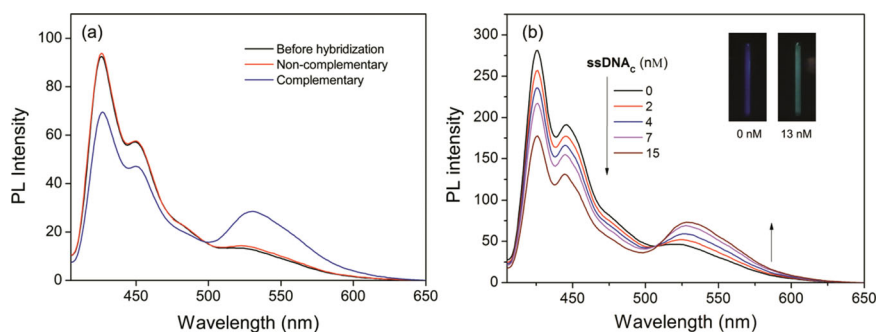 (a)
Before hybridization
Non-complementary
Complementary
PL Intensity
100
80
60
40
20
0
450
500
550
600
650
Wavelength (nm)
(b)
ssDNAC (nM)
0
2
4
7
15
0 nM
13 nM
PL intensity
300
250
200
150
100
50
0
450
500
550
600
650
Wavelength (nm)